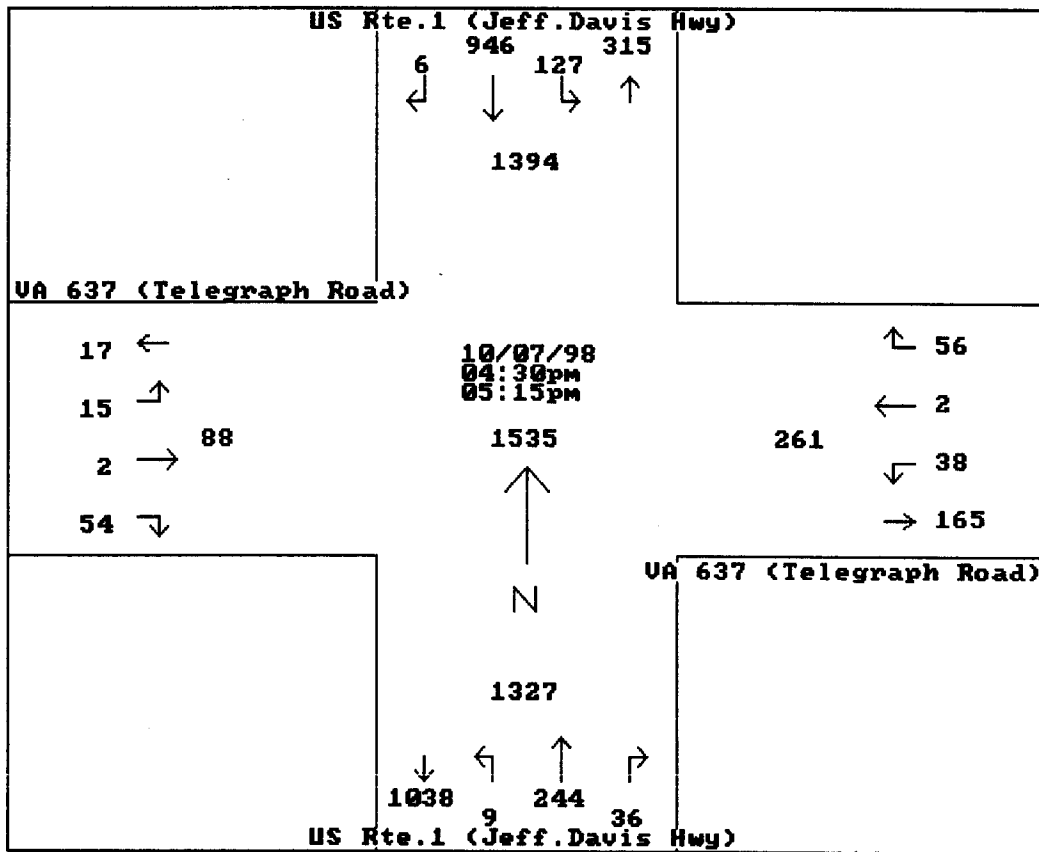 US Rte.1 (Jeff.Davis Hwy)
6 946 127 315
1394
VA 637 (Telegraph Road)
17
15
88
2
54
10/07/98
04:30pm
05:15pm
1535
56
2
261
38
165
VA 637 (Telegraph Road)
N
1327
1038 9 244 36
US Rte.1 (Jeff.Davis Hwy)